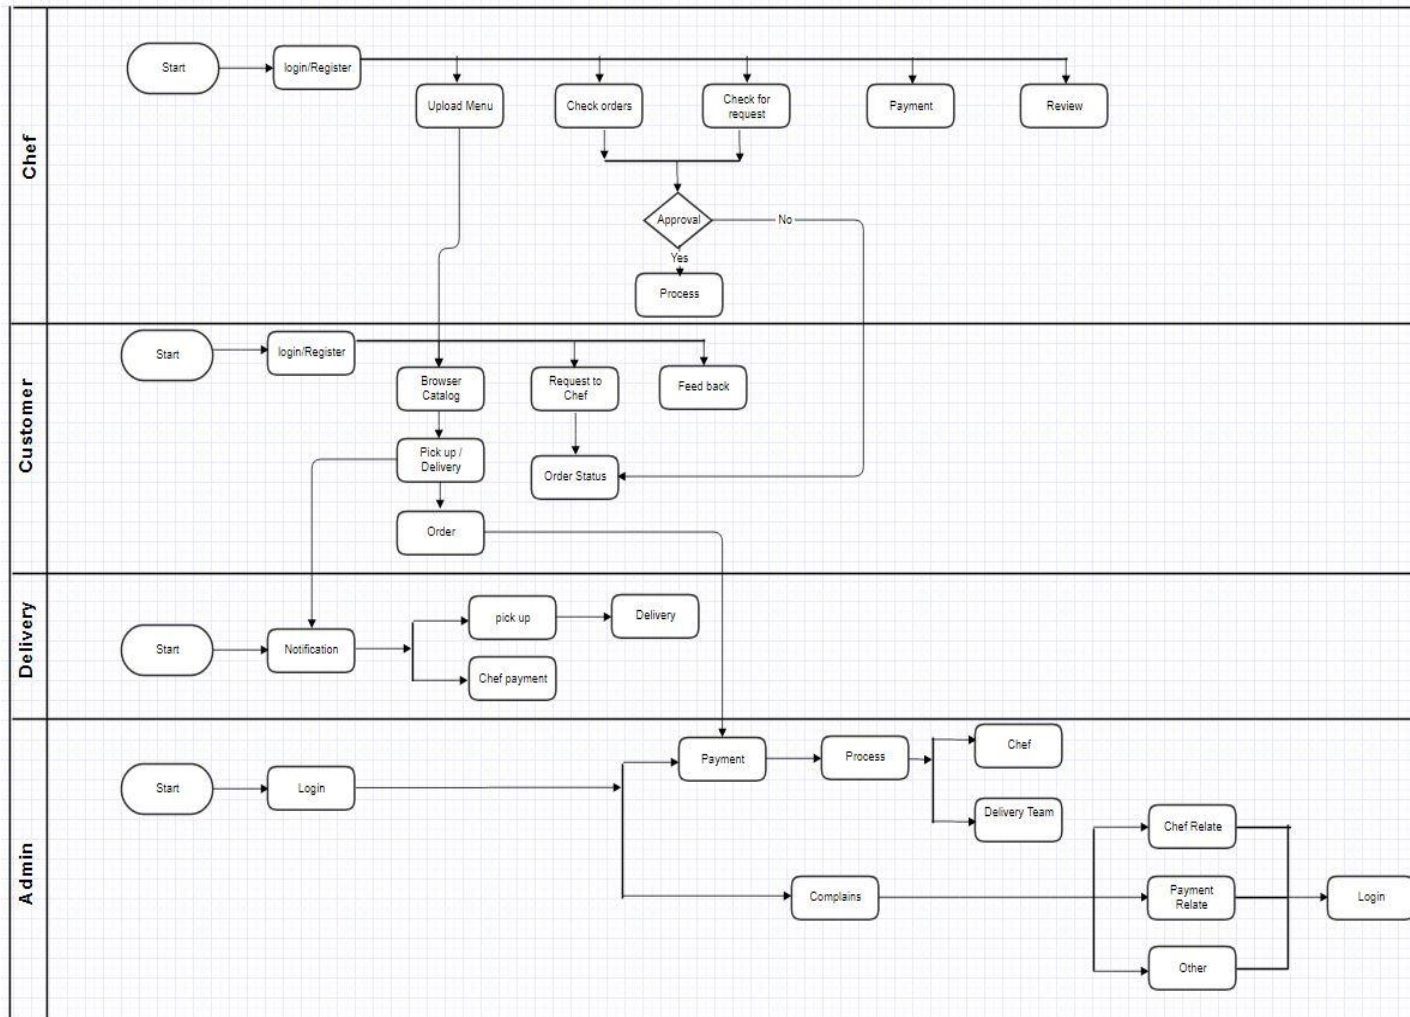 Chef
Start
login/Register
Upload Menu
Check orders
Check for
request
Payment
Review
Approval
No
Yes
Process
Customer
Start
login/Register
Browser
Catalog
Request to
Chef
Feed back
Pick up /
Delivery
Order Status
Order
Delivery
Start
Notification
pick up
Delivery
Chef payment
Admin
Start
Login
Payment
Process
Chef
Delivery Team
Complains
Chef Relate
Payment
Relate
Other
Login